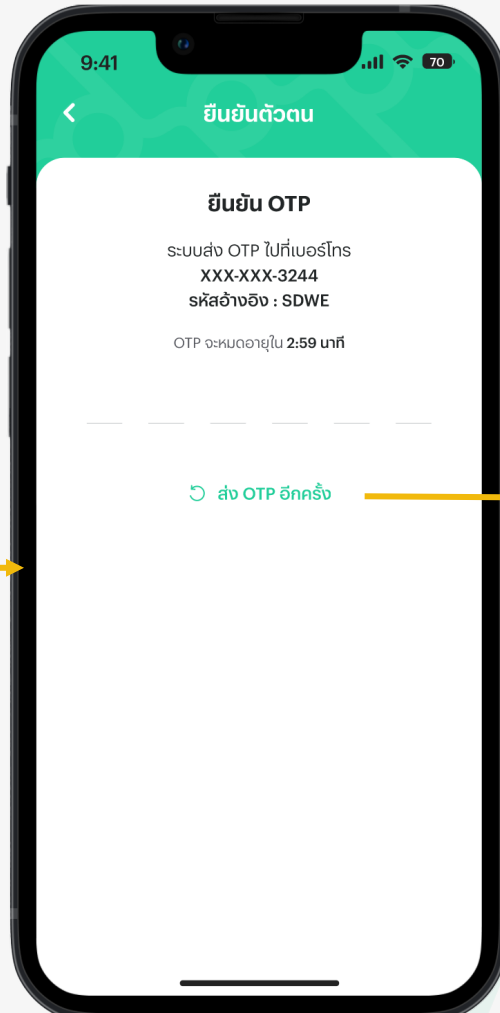 9:41
70
ยืนยันตัวตน
ยืนยัน OTP
ระบบส่ง OTP ไปที่เบอร์โทร
XXX-XXX-3244
รหัสอ้างอิง : SDWE
OTP จะหมดอายุใน 2:59 นาที
ส่ง OTP อีกครั้ง